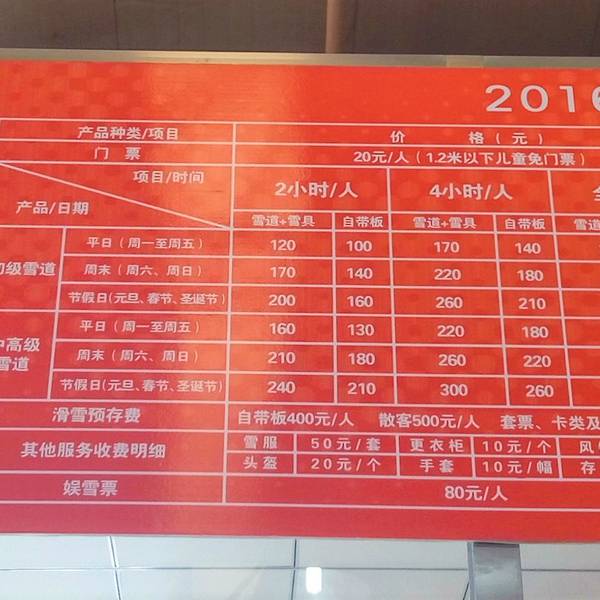 2016
产品种类/项目 价 格（元）
门 票 20元/人（1.2米以下儿童免门票）
项目/时间
产品/日期
2小时/人 4小时/人
雪道+雪具 自带板 雪道+雪具 自带板 雪道
级雪道
平日（周一至周五） 120 100 170 140
周末（周六、周日） 170 140 220 180
节假日(元旦、春节、圣诞节) 200 160 260 210
高级
雪道
平日（周一至周五） 160 130 220 180
周末（周六、周日） 210 180 260 220
节假日(元旦、春节、圣诞节) 240 210 300 260
滑雪预存费 自带板400元/人 散客500元/人 套票、卡类及
其他服务收费明细
雪服 50元/套 更衣柜 10元/个 风
头盔 20元/个 手套 10元/幅 存
娱雪票 80元/人